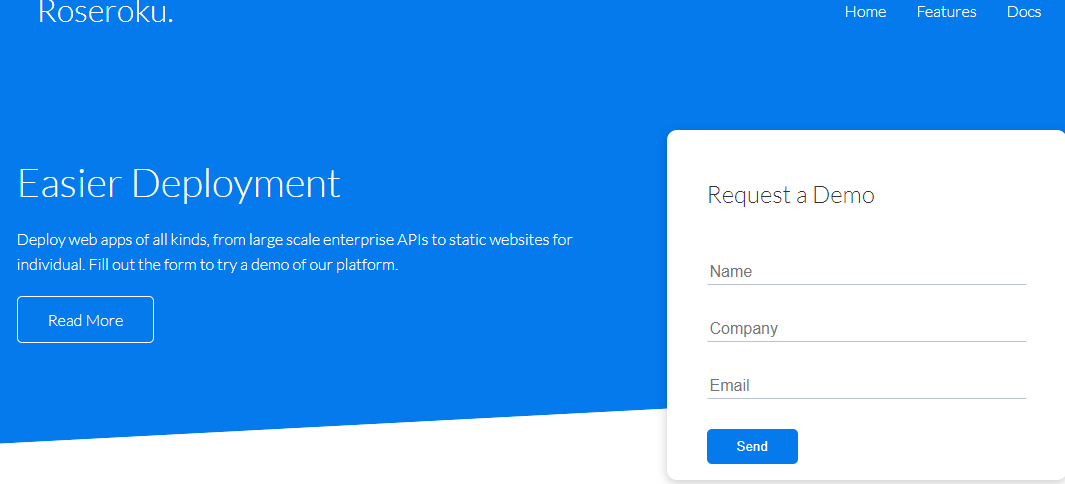 Roseroku.
Home Features Docs
Easier Deployment
Deploy web apps of all kinds, from large scale enterprise APIs to static websites for
individual. Fill out the form to try a demo of our platform.
Read More
Request a Demo
Name
Company
Email
Send